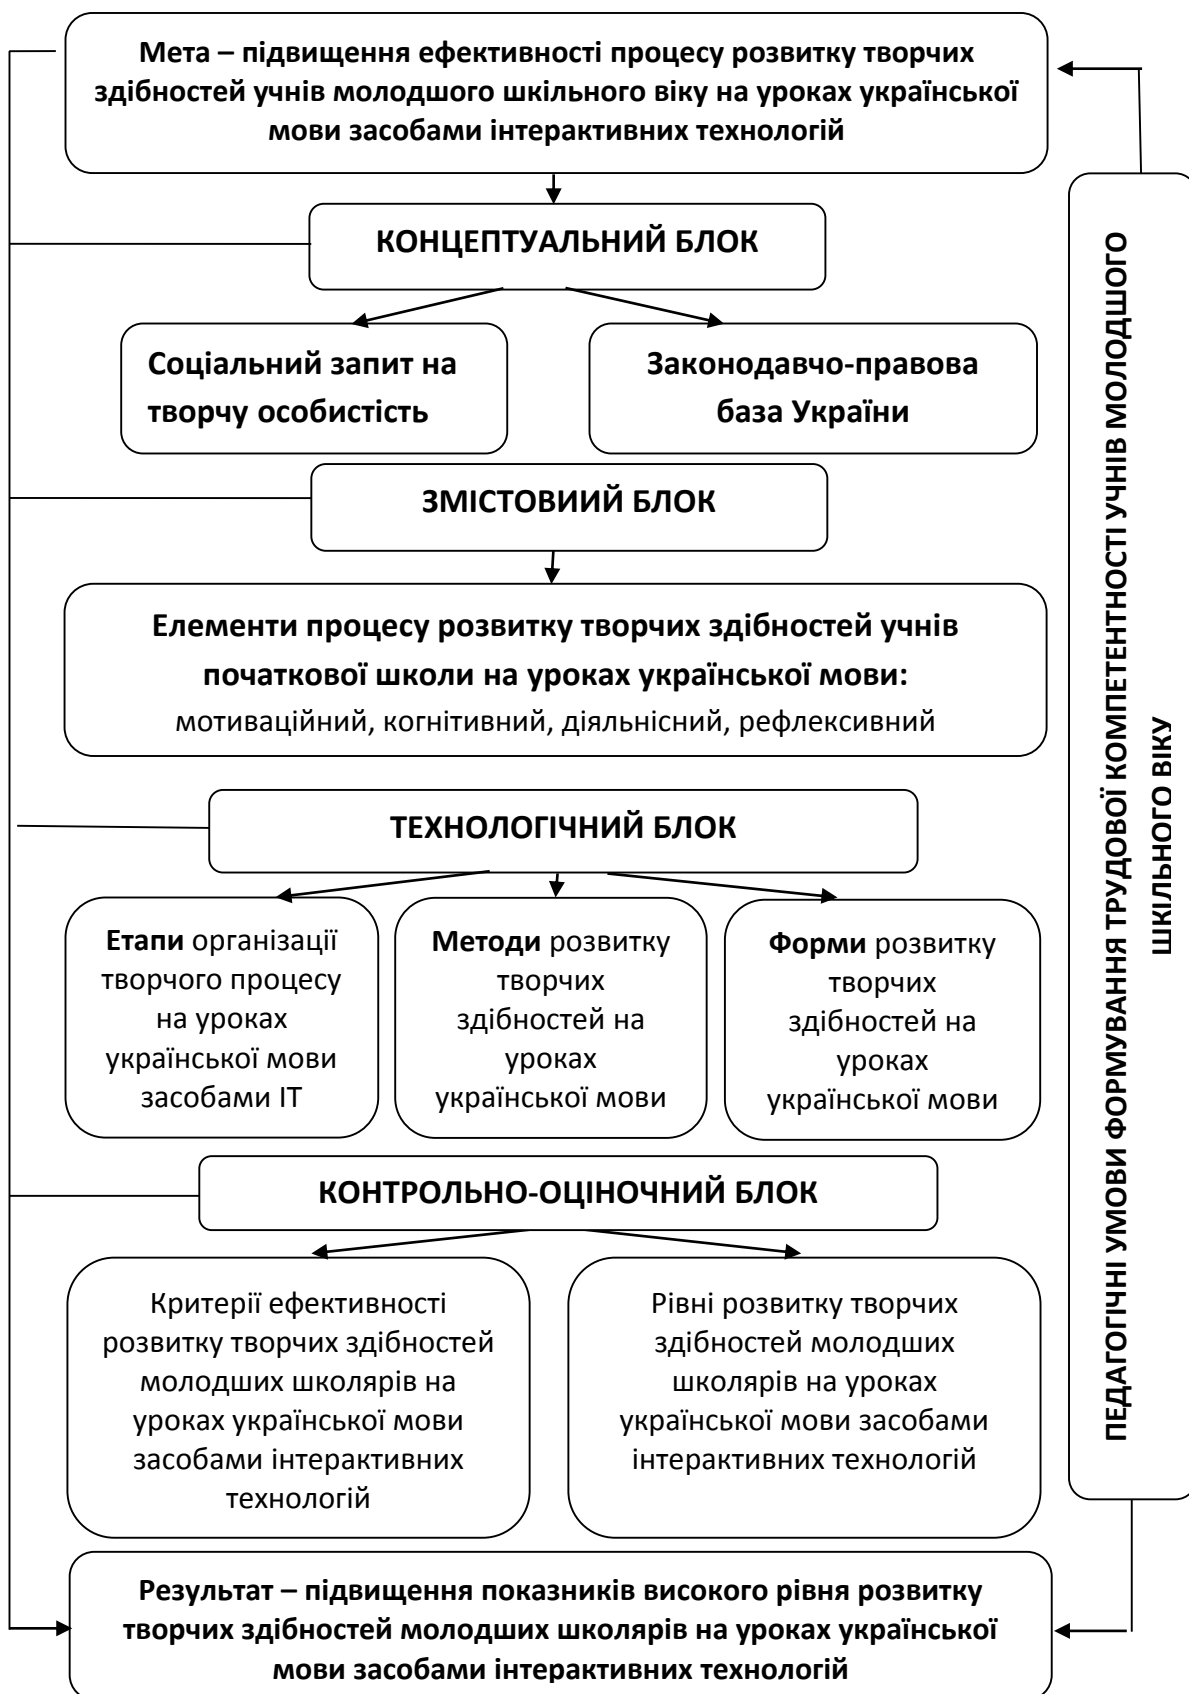 Мета – підвищення ефективності процесу розвитку творчих
здібностей учнів молодшого шкільного віку на уроках української
мови засобами інтерактивних технологій
КОНЦЕПТУАЛЬНИЙ БЛОК
Соціальний запит на
творчу особистість
Законодавчо-правова
база України
ЗМІСТОВИИЙ БЛОК
Елементи процесу розвитку творчих здібностей учнів
початкової школи на уроках української мови:
мотиваційний, когнітивний, діяльнісний, рефлексивний
ТЕХНОЛОГІЧНИЙ БЛОК
Етапи організації
творчого процесу
на уроках
української мови
засобами ІТ
Методи розвитку
творчих
здібностей на
уроках
української мови
Форми розвитку
творчих
здібностей на
уроках
української мови
КОНТРОЛЬНО-ОЦІНОЧНИЙ БЛОК
Критерії ефективності
розвитку творчих здібностей
молодших школярів на
уроках української мови
засобами інтерактивних
технологій
Рівні розвитку творчих
здібностей молодших
школярів на уроках
української мови засобами
інтерактивних технологій
Результат – підвищення показників високого рівня розвитку
творчих здібностей молодших школярів на уроках української
мови засобами інтерактивних технологій
ПЕДАГОГІЧНІ УМОВИ ФОРМУВАННЯ ТРУДОВОЇ КОМПЕТЕНТНОСТІ УЧНІВ МОЛОДШОГО
ШКІЛЬНОГО ВІКУ